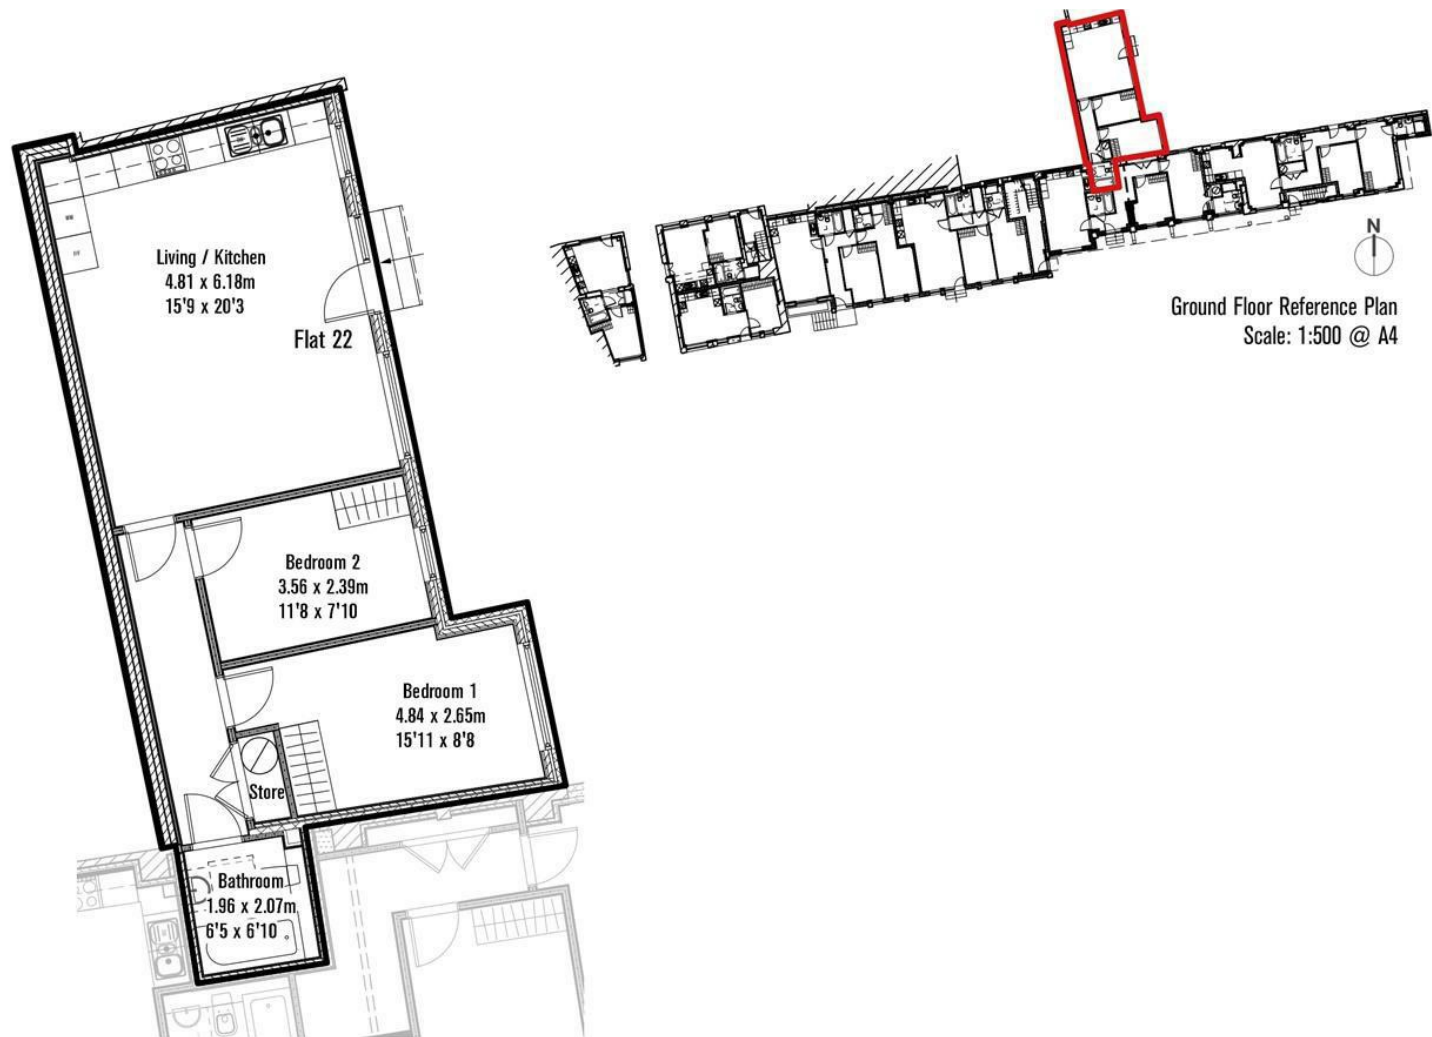 Living / Kitchen
4.81 x 6.18m
15'9 x 20'3
Flat 22
Bedroom 2
3.56 x 2.39m
11'8 x 7'10
Bedroom 1
4.84 x 2.65m
15'11 x 8'8
Store
Bathroom
1.96 x 2.07m
6'5 x 6'10
N
Ground Floor Reference Plan
Scale: 1:500 @ A4